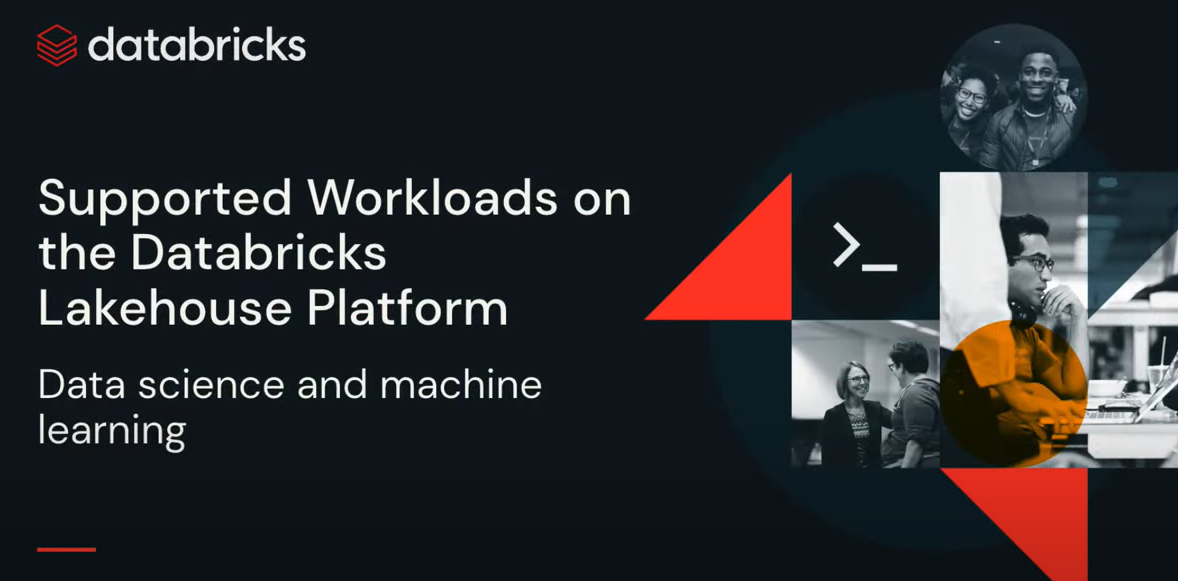 databricks
Supported Workloads on
the Databricks
Lakehouse Platform
Data science and machine
learning
>_